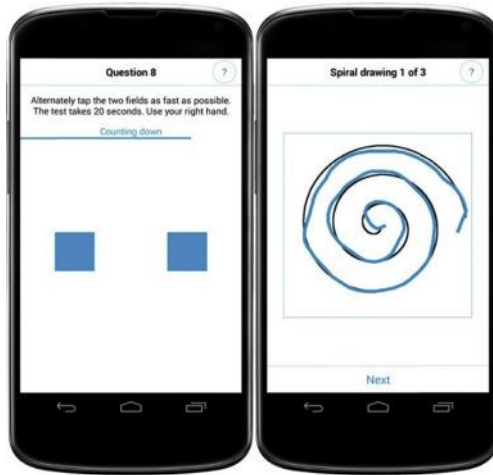 Question 8
?
Alternately tap the two fields as fast as possible.
The test takes 20 seconds. Use your right hand.
Counting down
Spiral drawing 1 of 3
?
Next